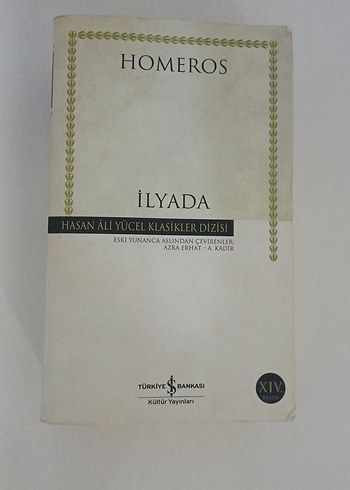 HOMEROS
İLYADA
HASAN ÂLİ YÜCEL KLASİKLER DİZİSİ
ESKİ YUNANCA ASLINDAN ÇEVİRENLER:
AZRA ERHAT - A. KADİR
TÜRKİYE İŞ BANKASI
Kültür Yayınları
XIV.
Basım